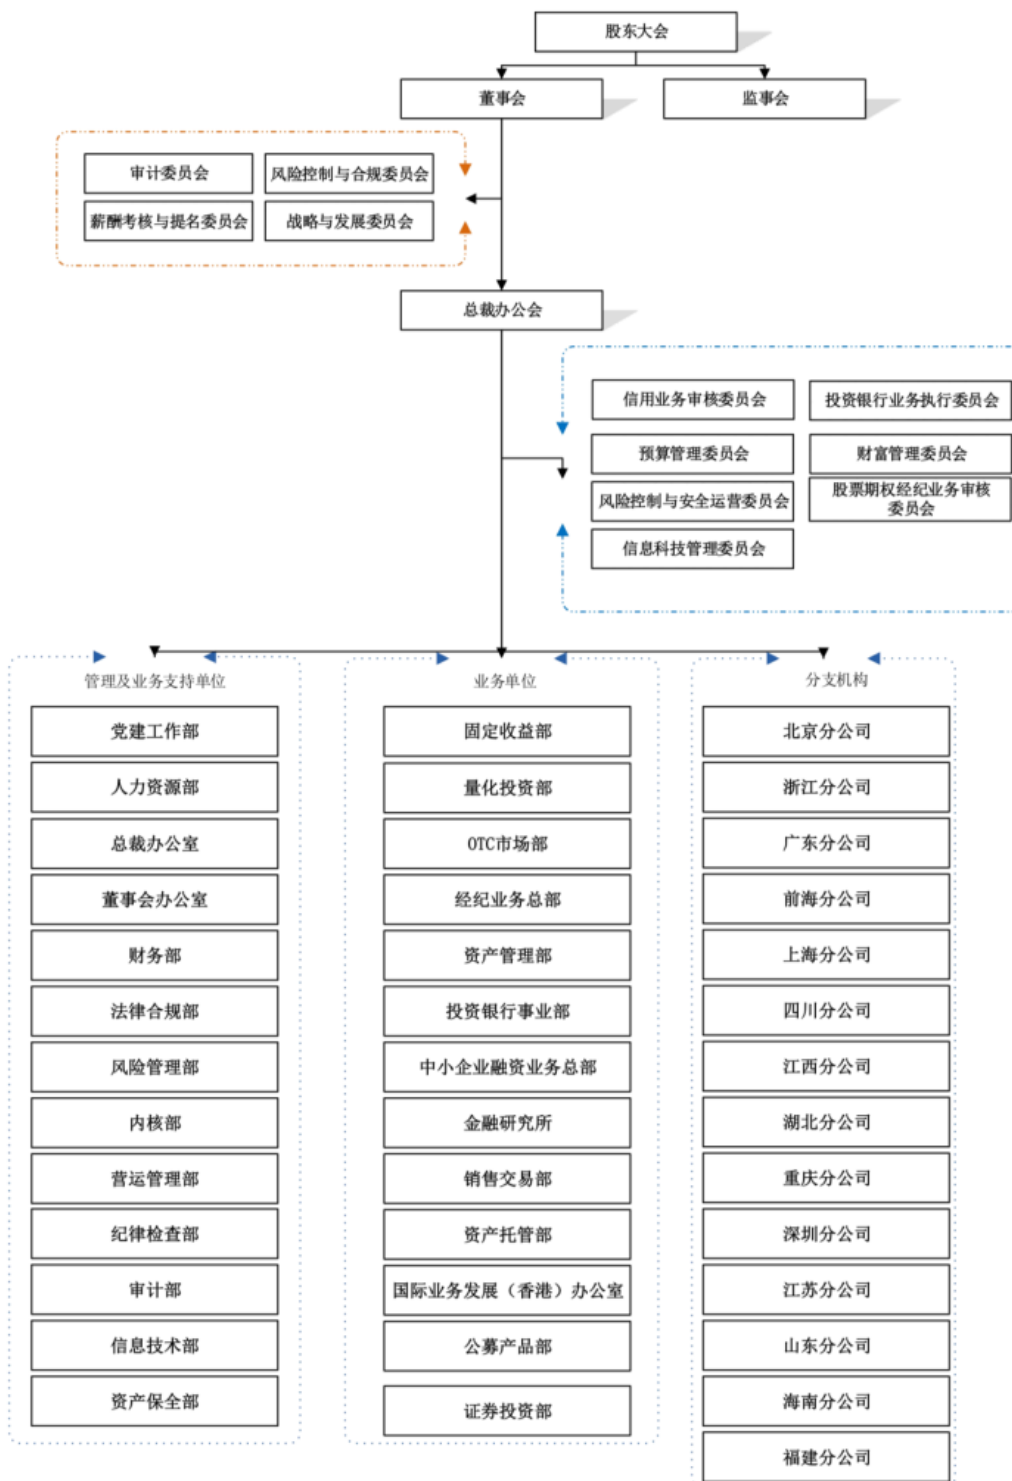 股东大会
董事会
监事会
审计委员会
风险控制与合规委员会
薪酬考核与提名委员会
战略与发展委员会
总裁办公会
信用业务审核委员会
投资银行业务执行委员会
预算管理委员会
财富管理委员会
风险控制与安全运营委员会
股票期权经纪业务审核
委员会
信息科技管理委员会
管理及业务支持单位
党建工作部
人力资源部
总裁办公室
董事会办公室
财务部
法律合规部
风险管理部
内核部
营运管理部
纪律检查部
审计部
信息技术部
资产保全部
业务单位
固定收益部
量化投资部
OTC市场部
经纪业务总部
资产管理部
投资银行事业部
中小企业融资业务总部
金融研究所
销售交易部
资产托管部
国际业务发展（香港）办公室
公募产品部
证券投资部
分支机构
北京分公司
浙江分公司
广东分公司
前海分公司
上海分公司
四川分公司
江西分公司
湖北分公司
重庆分公司
深圳分公司
江苏分公司
山东分公司
海南分公司
福建分公司